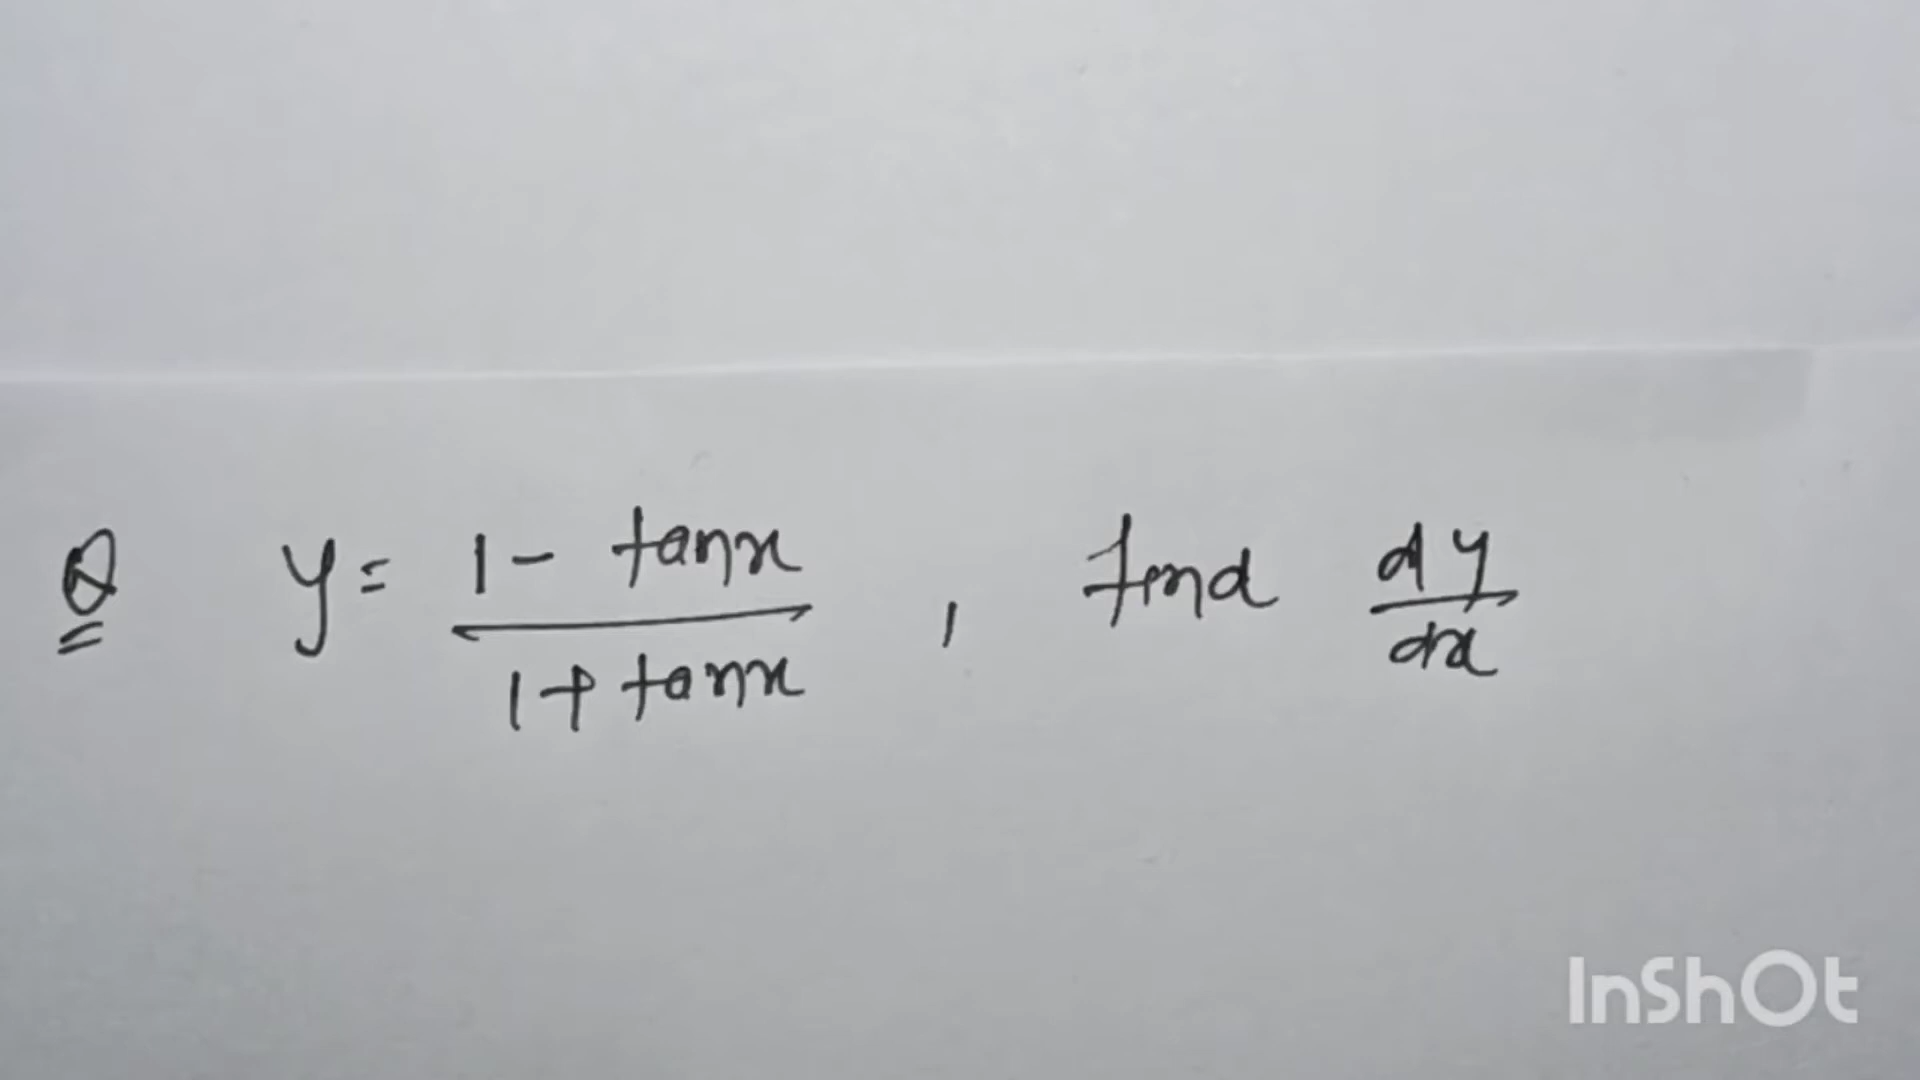 Q y = 1 - tanx / 1 + tanx , find dy/dx
InShOt